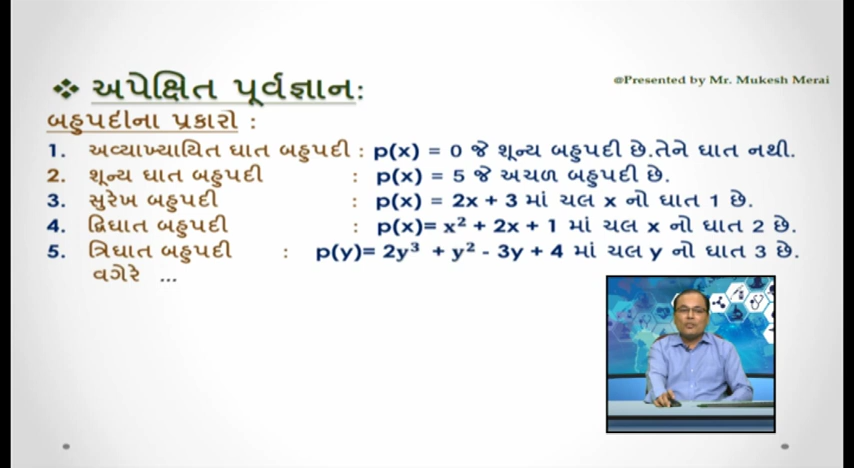 ❖ અપેક્ષિત પૂર્વજ્ઞાન:
@Presented by Mr. Mukesh Merai
બહુપદીના પ્રકારો :
1. અવ્યાખ્યાયિત ઘાત બહુપદી : p(x) = 0 જે શૂન્ય બહુપદી છે.તેને ઘાત નથી.
2. શૂન્ય ઘાત બહુપદી : p(x) = 5 જે અચળ બહુપદી છે.
3. સુરેખ બહુપદી : p(x) = 2x + 3 માં ચલ x નો ઘાત 1 છે.
4. દ્વિઘાત બહુપદી : p(x)= x² + 2x + 1 માં ચલ x નો ઘાત 2 છે.
5. ત્રિઘાત બહુપદી : p(y)= 2y³ + y² - 3y + 4 માં ચલ y નો ઘાત 3 છે.
વગેરે ...